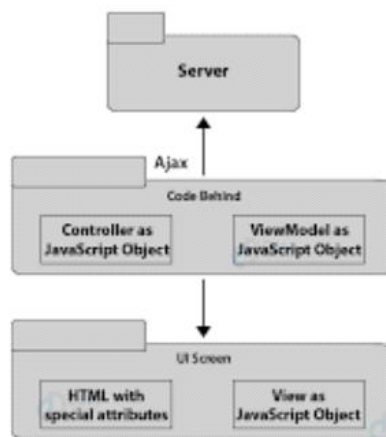 Server
Ajax
Code Behind
Controller as
JavaScript Object
ViewModel as
JavaScript Object
UI Screen
HTML with
special attributes
View as
JavaScript Object